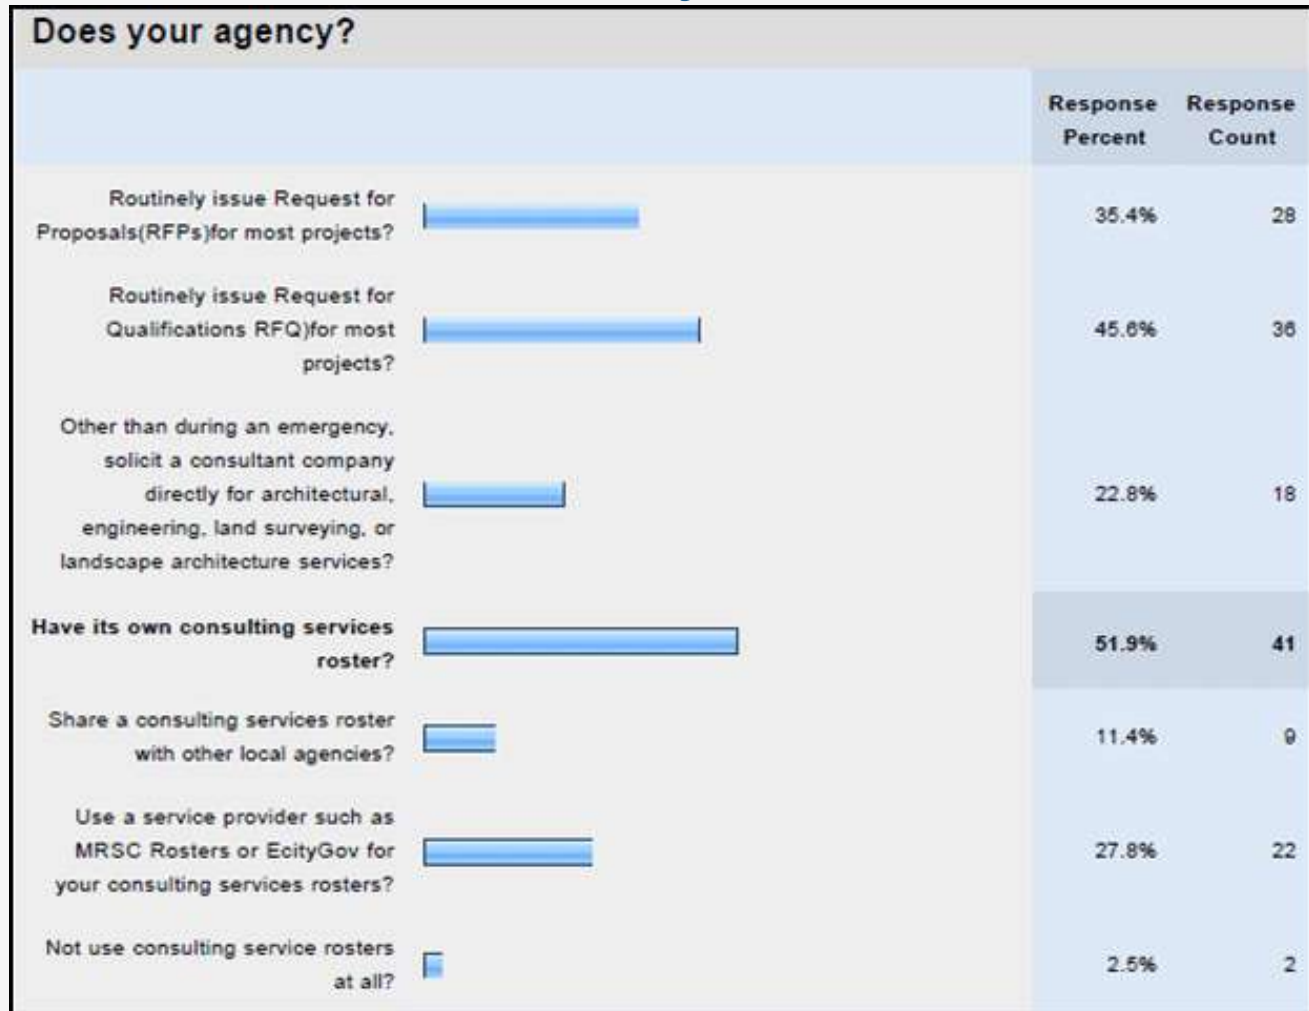 Does your agency?
Response Percent
Response Count
Routinely issue Request for
Proposals(RFPs)for most projects?
35.4% 28
Routinely issue Request for
Qualifications RFQ)for most
projects?
45.6% 36
Other than during an emergency,
solicit a consultant company
directly for architectural,
engineering, land surveying, or
landscape architecture services?
22.8% 18
Have its own consulting services
roster?
51.9% 41
Share a consulting services roster
with other local agencies?
11.4% 9
Use a service provider such as
MRSC Rosters or EcityGov for
your consulting services rosters?
27.8% 22
Not use consulting service rosters
at all?
2.5% 2